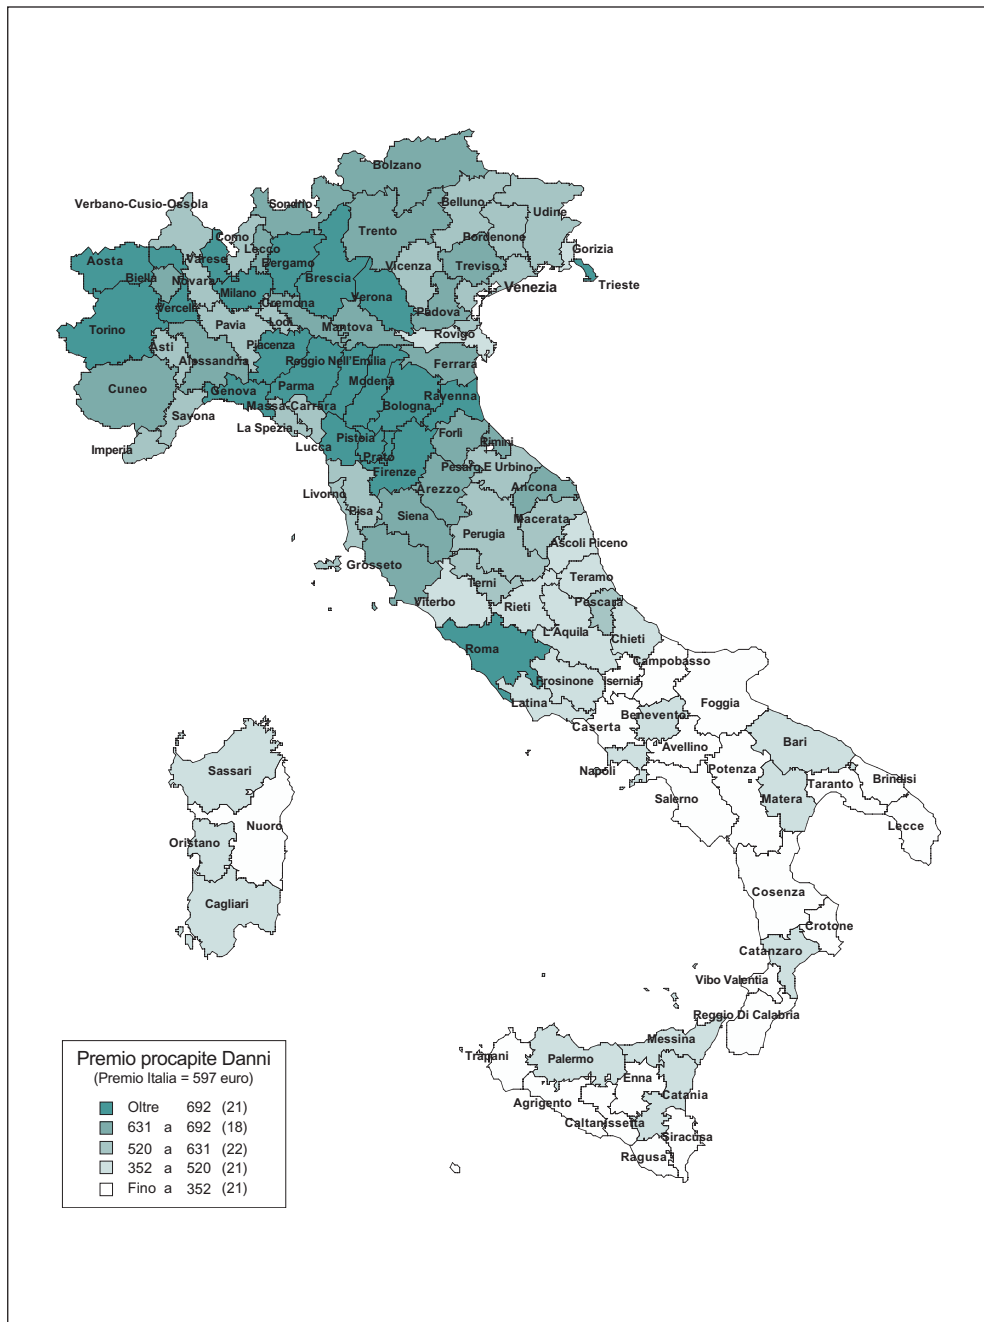 Bolzano
Verbano-Cusio-Ossola
Sondrio
Belluno
Udine
Trento
Como
Bordenone
Lecco
Gorizia
Aosta
Varese
Bergamo
Vicenza
Treviso
Biella
Novara
Brescia
Trieste
Milano
Verona
Venezia
Vercelli
Cremona
Padova
Torino
Pavia
Lodi
Mantova
Rovigo
Asti
Piacenza
Alessandria
Reggio Nell'Emilia
Ferrara
Cuneo
Genova
Parma
Modena
Ravenna
Massa-Carrara
Bologna
Savona
La Spezia
Pistoia
Forlì
Rimini
Imperia
Lucca
Prato
Firenze
Pesaro E Urbino
Livorno
Arezzo
Ancona
Pisa
Siena
Macerata
Perugia
Ascoli Piceno
Grosseto
Teramo
Terni
Viterbo
Rieti
Pescara
L'Aquila
Chieti
Roma
Campobasso
Frosinone
Isernia
Latina
Foggia
Benevento
Caserta
Bari
Avellino
Napoli
Potenza
Sassari
Brindisi
Taranto
Salerno
Matera
Nuoro
Lecce
Oristano
Cosenza
Cagliari
Crotone
Catanzaro
Vibo Valentia
Reggio Di Calabria
Messina
Trapani
Palermo
Enna
Catania
Agrigento
Caltanissetta
Siracusa
Ragusa
Premio procapite Danni
(Premio Italia = 597 euro)
Oltre 692 (21)
631 a 692 (18)
520 a 631 (22)
352 a 520 (21)
Fino a 352 (21)